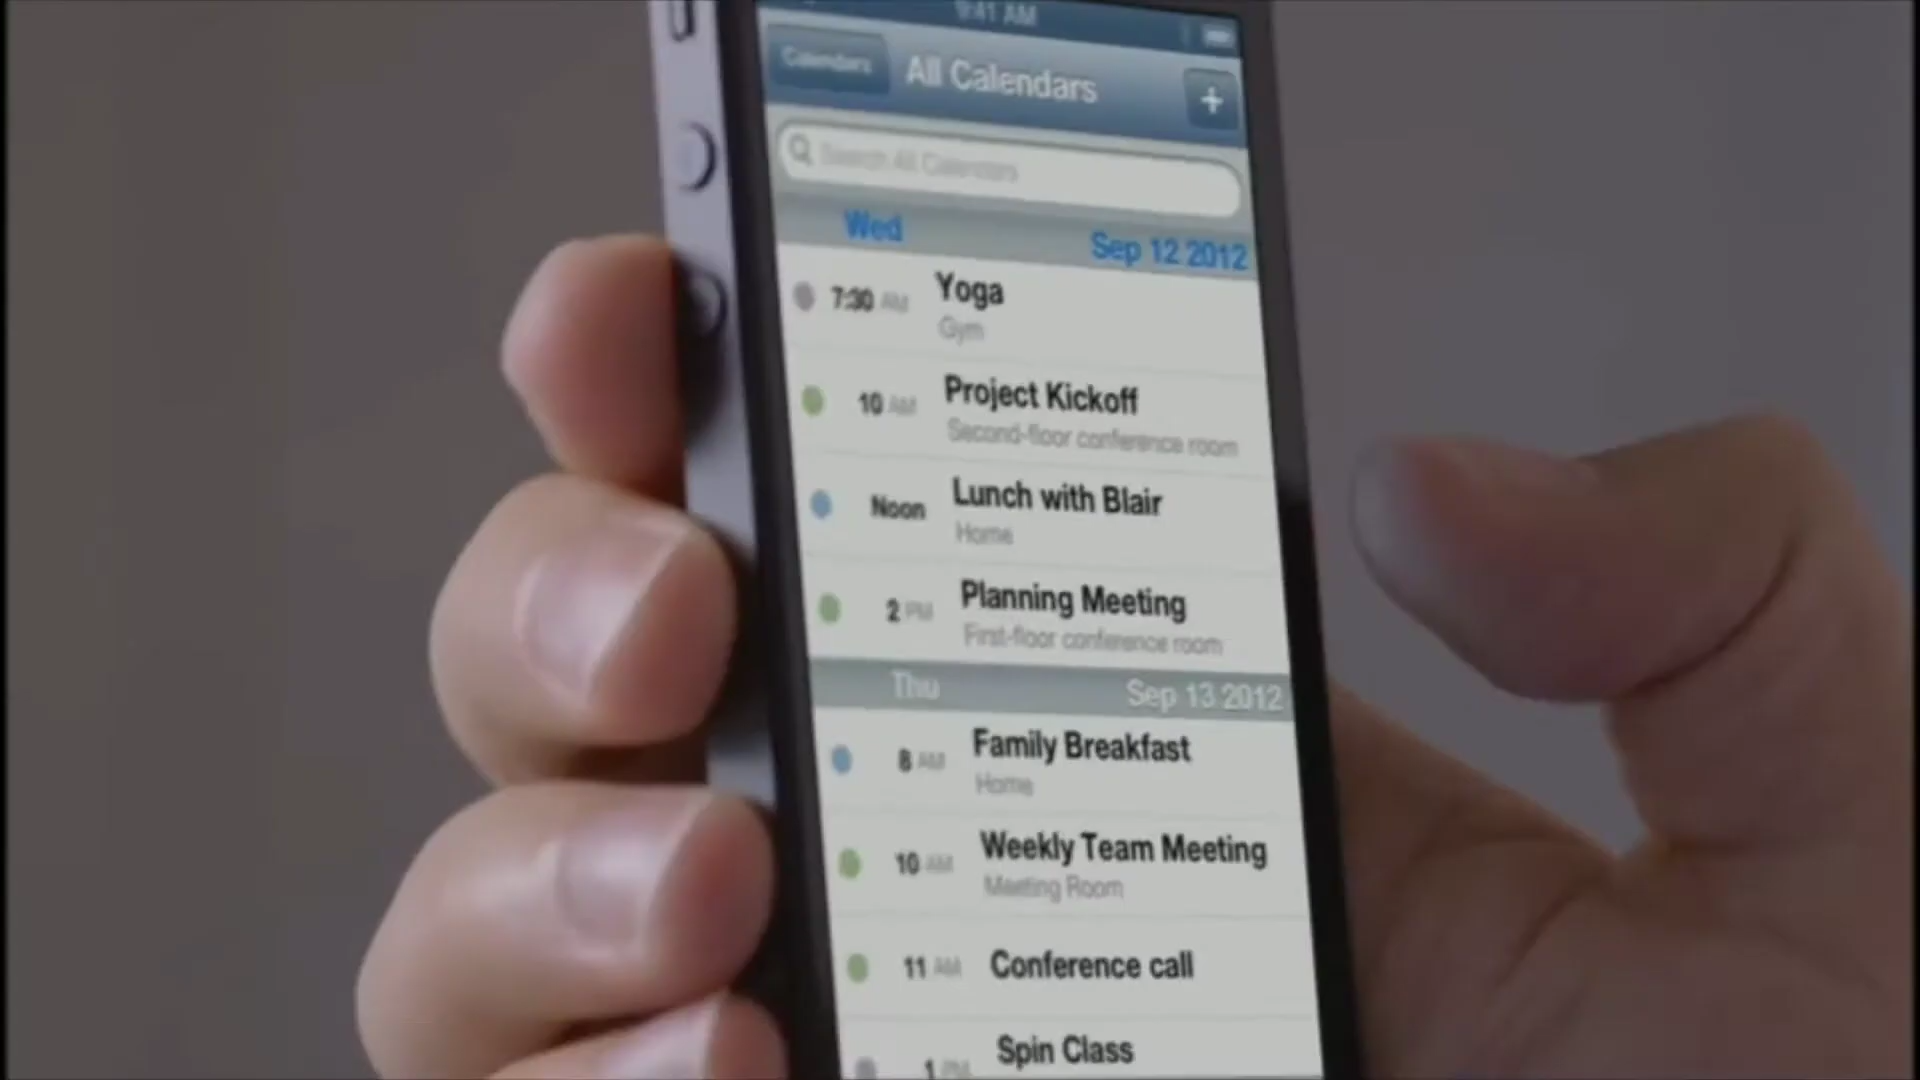 9:41 AM
Calendars All Calendars +
Search All Calendars
Wed Sep 12 2012
7:30 AM Yoga
Gym
10 AM Project Kickoff
Second-floor conference room
Noon Lunch with Blair
Home
2 PM Planning Meeting
First-floor conference room
Thu Sep 13 2012
8 AM Family Breakfast
Home
10 AM Weekly Team Meeting
Meeting Room
11 AM Conference call
1 PM Spin Class